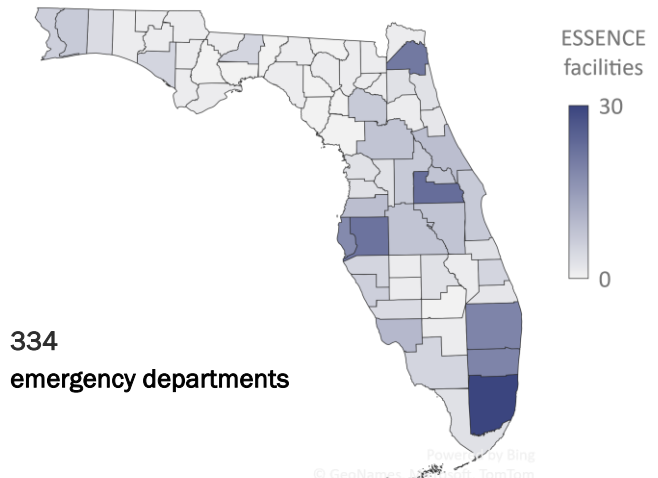 ESSENCE
facilities
30
0
334
emergency departments
Powered by Bing
© GeoNames, Microsoft, TomTom